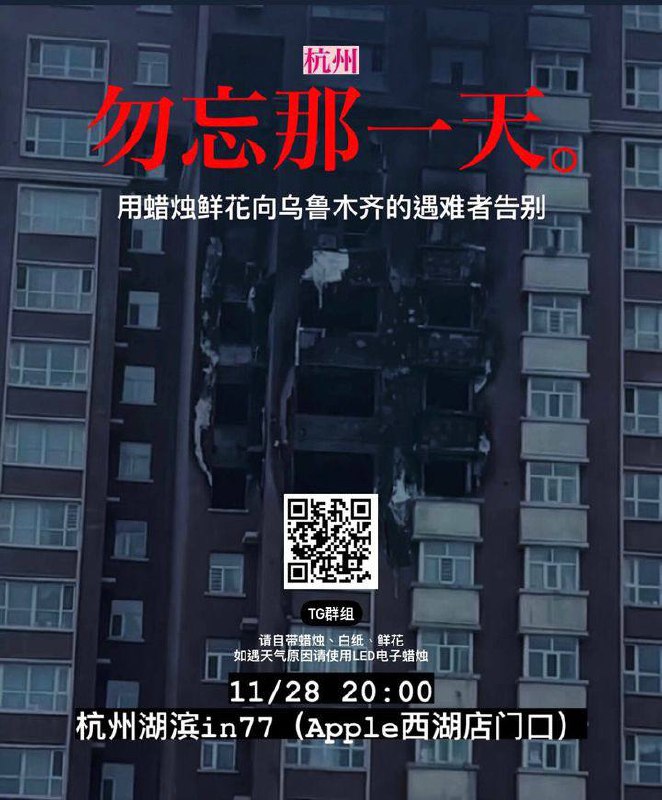 杭州
勿忘那一天。
用蜡烛鲜花向乌鲁木齐的遇难者告别
TG群组
请自带蜡烛、白纸、鲜花
如遇天气原因请使用LED电子蜡烛
11/28 20:00
杭州湖滨in77（Apple西湖店门口）